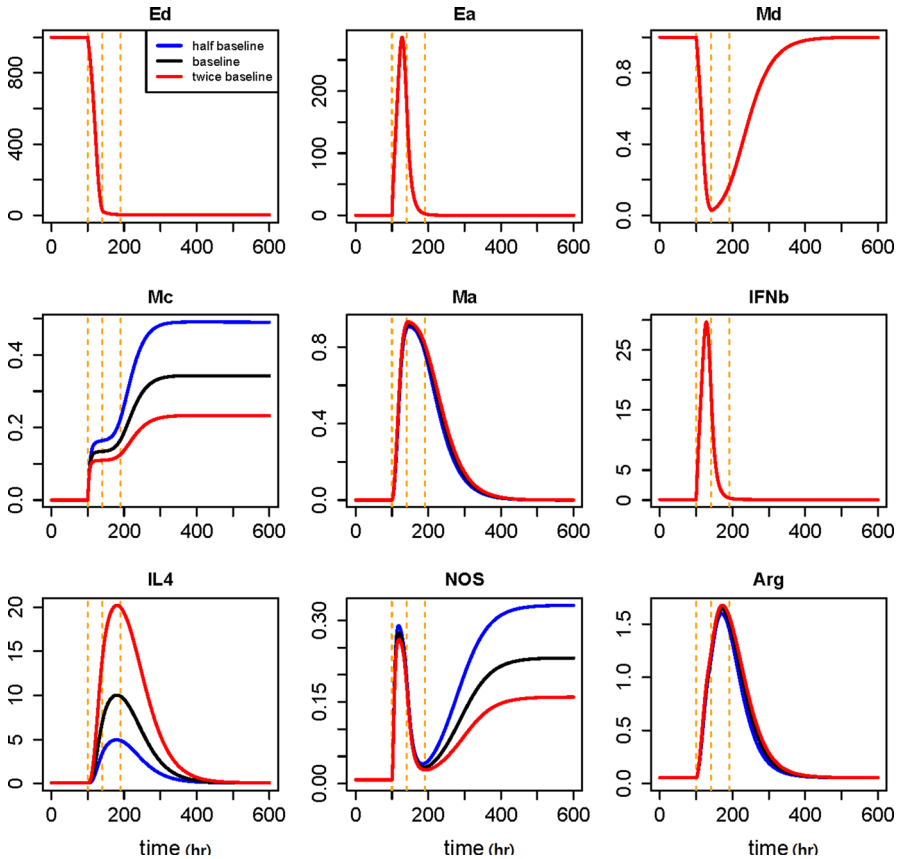 Ed
Ea
Md
half baseline
baseline
twice baseline
0 400 800
0 200 400 600
0 100 250
0 200 400 600
0.0 0.4 0.8
0 200 400 600
Mc
Ma
IFNb
0.0 0.2 0.4
0 200 400 600
0.0 0.4 0.8
0 200 400 600
0 5 15 25
0 200 400 600
IL4
NOS
Arg
0 5 10 15 20
0 200 400 600
0.00 0.15 0.30
0 200 400 600
0.0 0.5 1.0 1.5
0 200 400 600
time (hr)
time (hr)
time (hr)